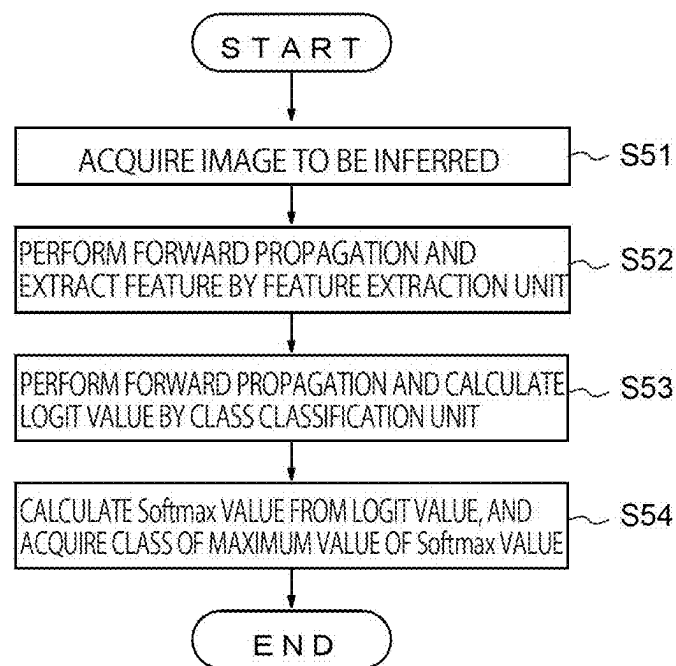 START
ACQUIRE IMAGE TO BE INFERRED
S51
PERFORM FORWARD PROPAGATION AND
EXTRACT FEATURE BY FEATURE EXTRACTION UNIT
S52
PERFORM FORWARD PROPAGATION AND CALCULATE
LOGIT VALUE BY CLASS CLASSIFICATION UNIT
S53
CALCULATE Softmax VALUE FROM LOGIT VALUE, AND
ACQUIRE CLASS OF MAXIMUM VALUE OF Softmax VALUE
S54
END